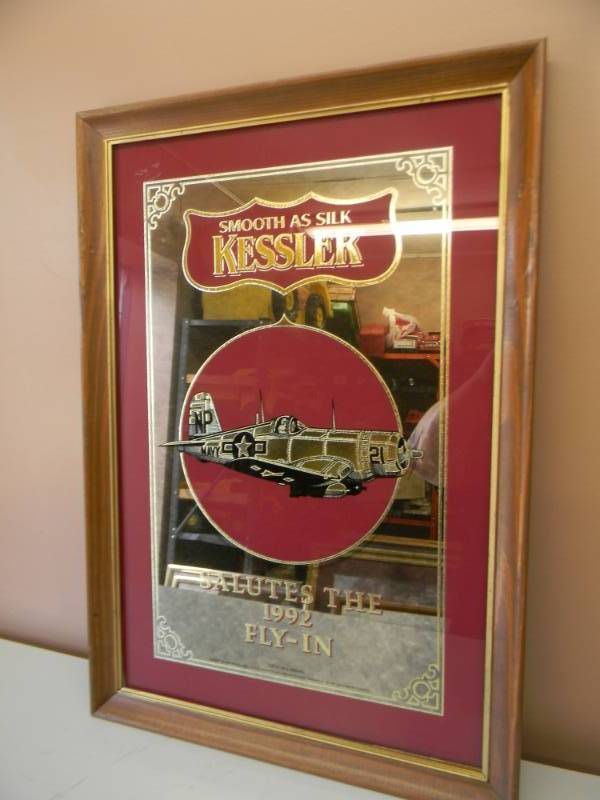 SMOOTH AS SILK
KESSLER
NP
NAVY
21
SALUTES THE
1992
FLY-IN